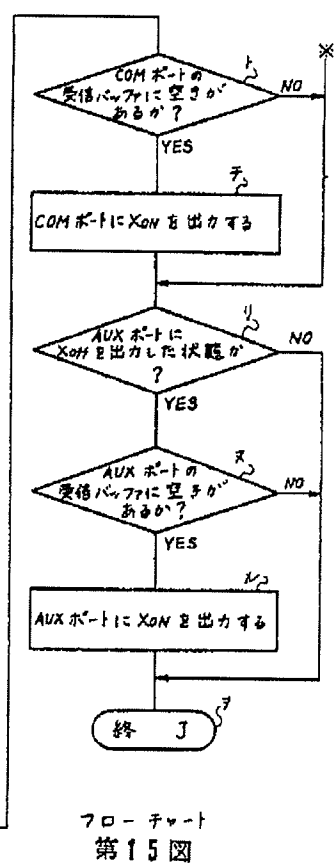 ※
COMポートの
受信バッファに空きが
あるか?
ト
NO
YES
チ
COMポートにXONを出力する
AUXポートに
Xoffを出力した状態か
?
リ
NO
YES
AUXポートの
受信バッファに空きが
あるか?
ヌ
NO
YES
ル
AUXポートにXONを出力する
終 了
ヲ
フローチャート
第15図